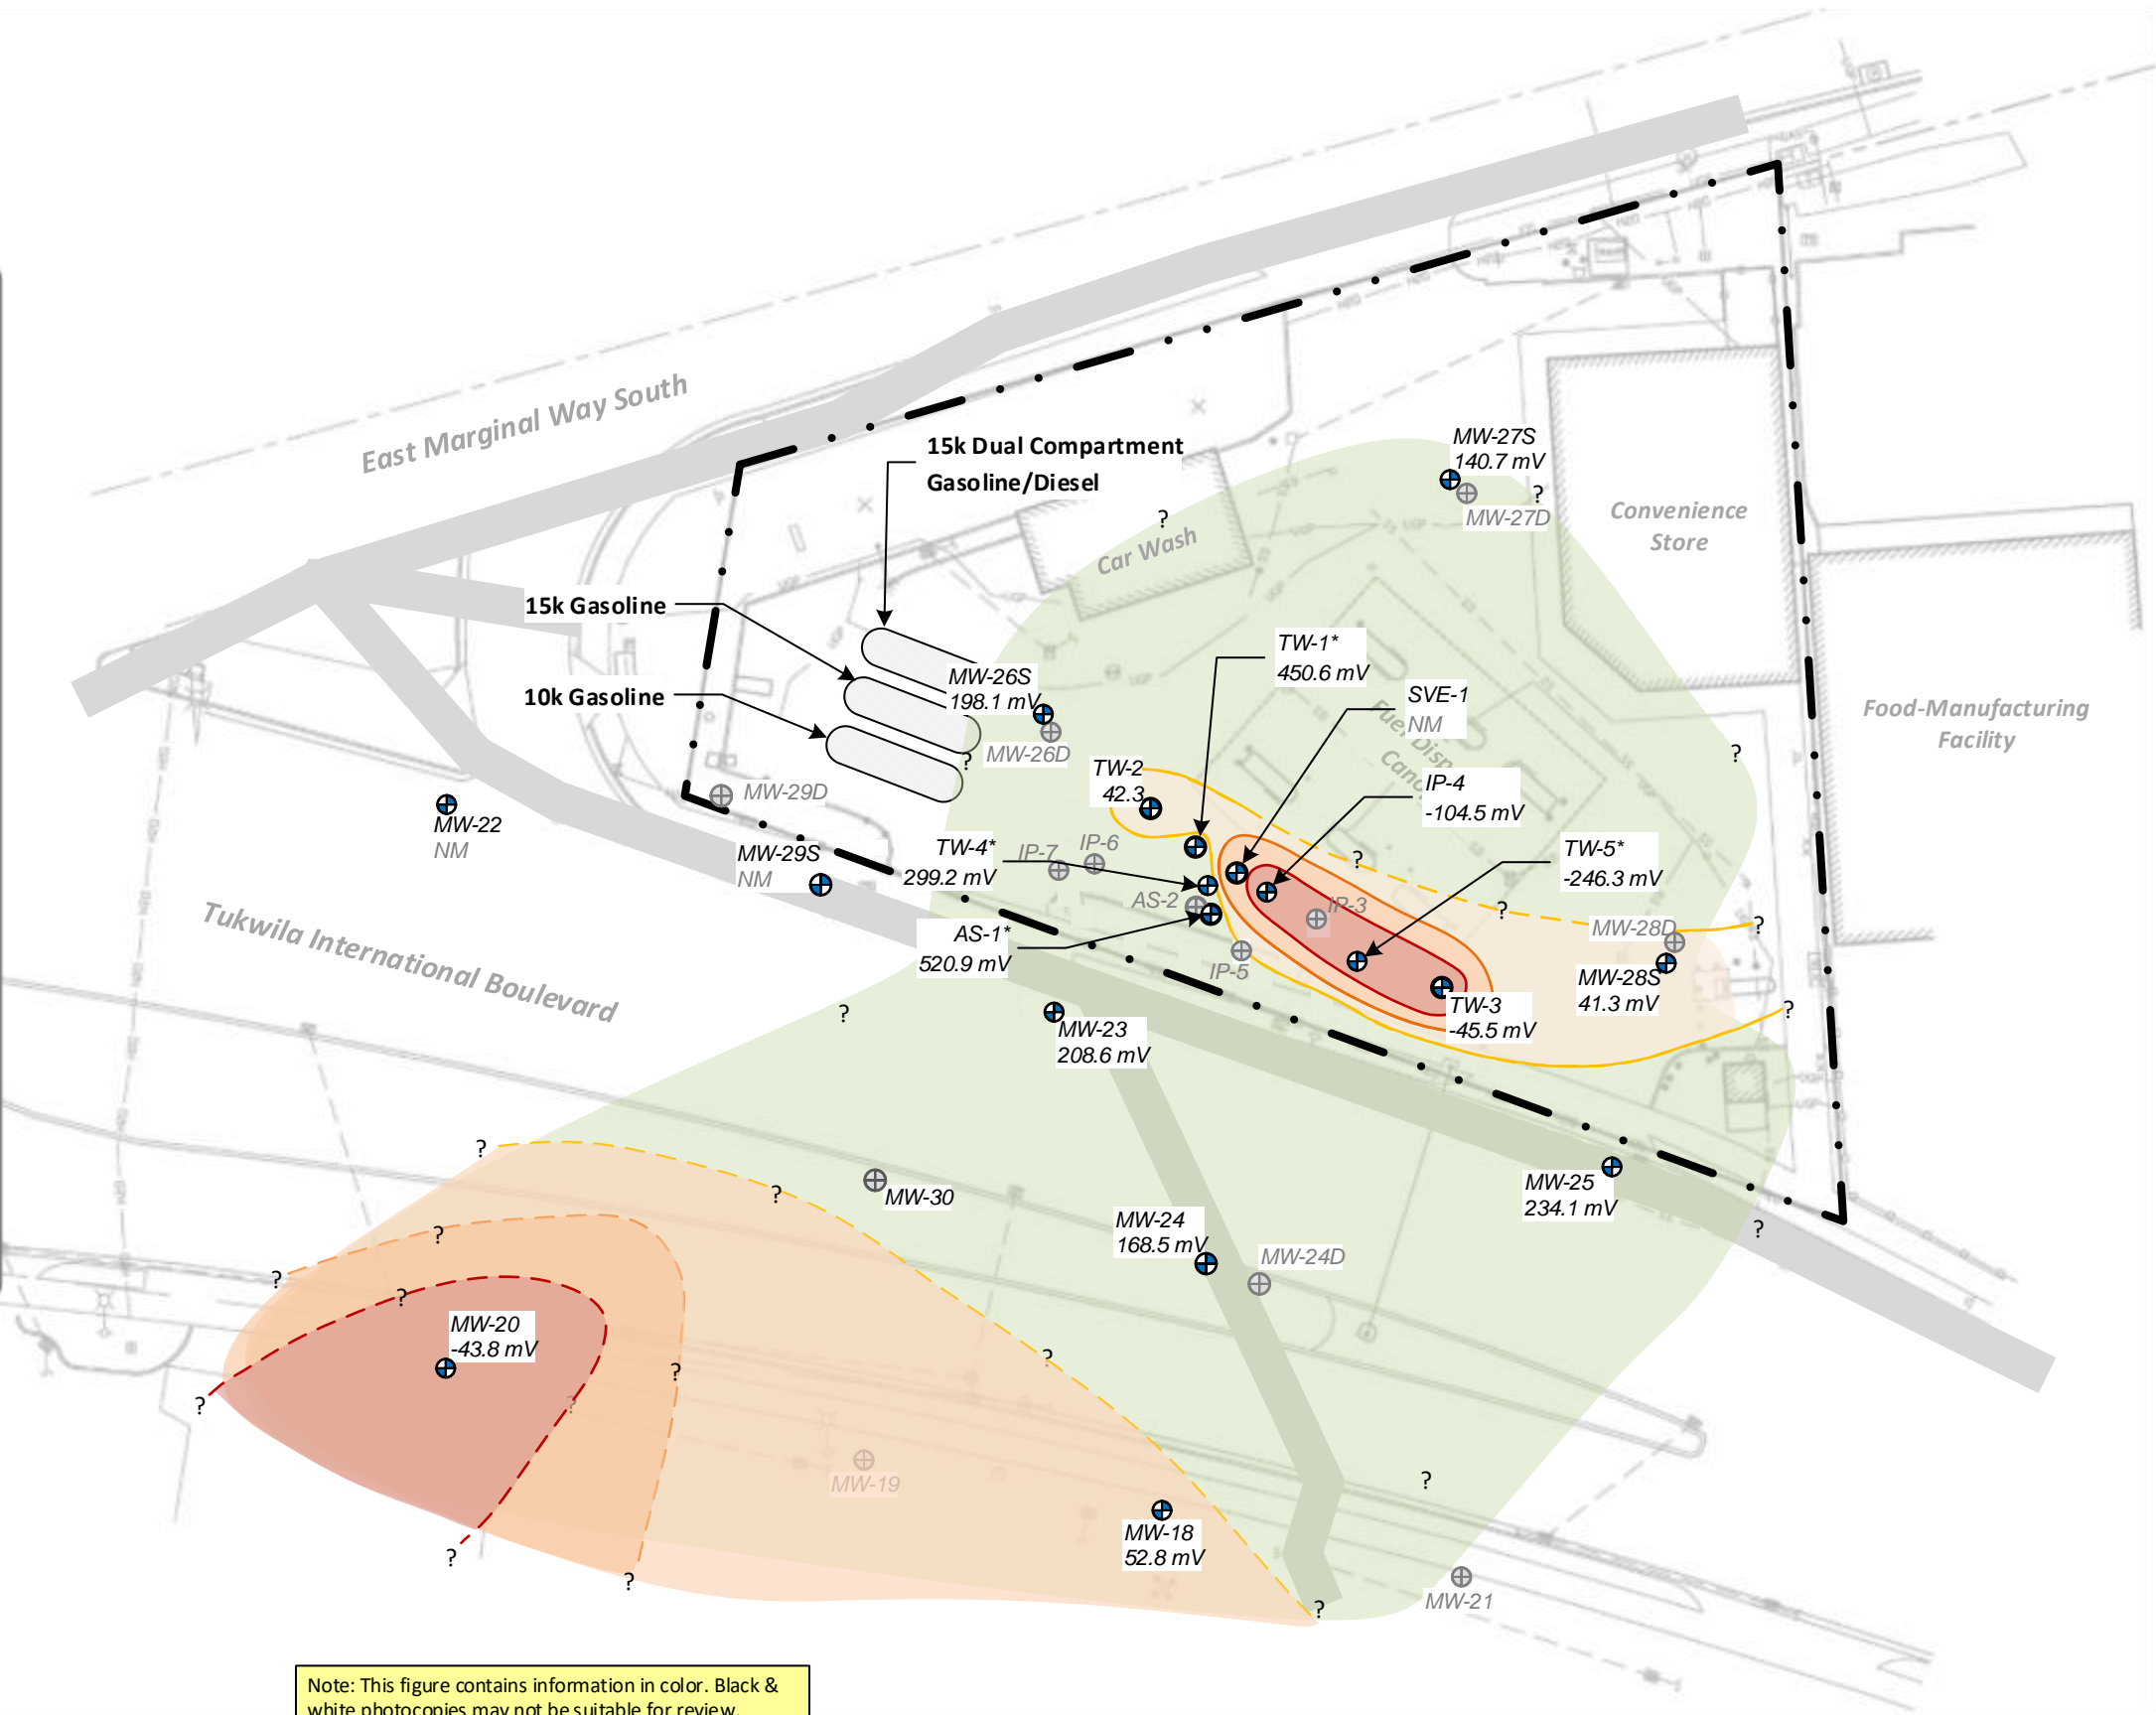 East Marginal Way South
15k Dual Compartment
Gasoline/Diesel
MW-27S
140.7 mV
?
MW-27D
?
Car Wash
Convenience
Store
15k Gasoline
10k Gasoline
MW-26S
198.1 mV
MW-26D
?
TW-1*
450.6 mV
SVE-1
NM
Food-Manufacturing
Facility
?
TW-2
42.3
IP-4
-104.5 mV
MW-29D
MW-22
NM
MW-29S
NM
TW-4*
299.2 mV
IP-7
IP-6
?
TW-5*
-246.3 mV
AS-2
IP-3
?
AS-1*
520.9 mV
IP-5
MW-28D
?
MW-28S
41.3 mV
Tukwila International Boulevard
?
MW-23
208.6 mV
TW-3
-45.5 mV
?
?
?
MW-30
MW-25
234.1 mV
MW-24
168.5 mV
?
MW-24D
?
?
?
MW-20
-43.8 mV
?
?
?
?
MW-19
?
MW-18
52.8 mV
?
?
MW-21
?
H2O
H2O
H2O
UGP
UGP
UGP
GAS
Note: This figure contains information in color. Black &
white photocopies may not be suitable for review.